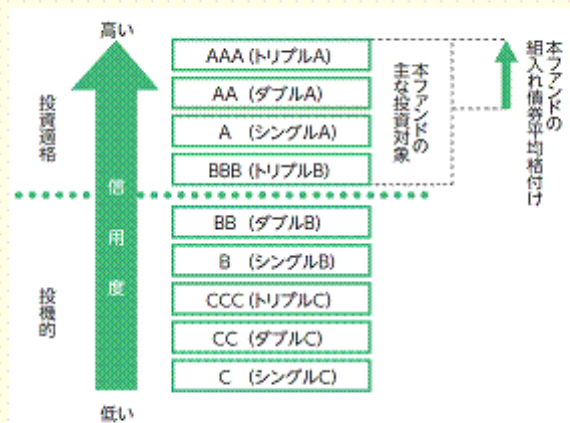 高い
AAA (トリプルA)
AA (ダブルA)
A (シングルA)
BBB (トリプルB)
BB (ダブルB)
B (シングルB)
CCC (トリプルC)
CC (ダブルC)
C (シングルC)
低い
投資適格
投機的
信用度
本ファンドの
主な投資対象
本ファンドの
組入れ債券平均格付け